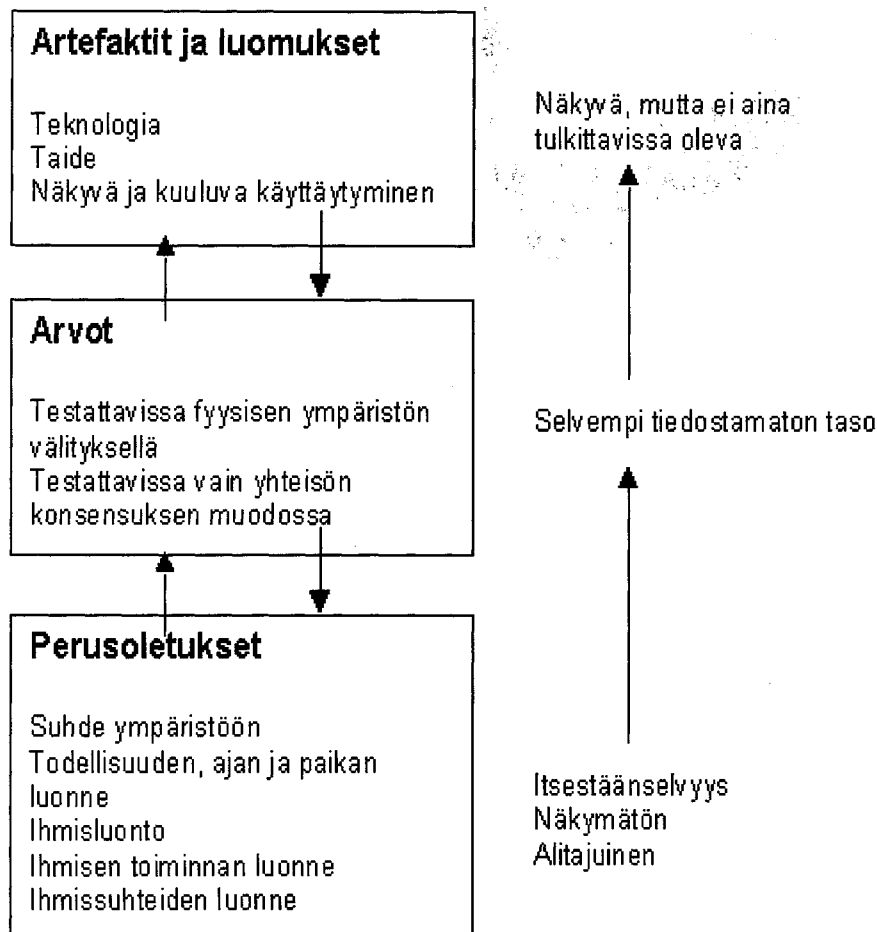 Artefaktit ja luomukset
Teknologia
Taide
Näkyvä ja kuuluva käyttäytyminen
Näkyvä, mutta ei aina
tulkittavissa oleva
Arvot
Testattavissa fyysisen ympäristön
välityksellä
Testattavissa vain yhteisön
konsensuksen muodossa
Selvempi tiedostamaton taso
Perusoletukset
Suhde ympäristöön
Todellisuuden, ajan ja paikan
luonne
Ihmisluonto
Ihmisen toiminnan luonne
Ihmissuhteiden luonne
Itsestäänselvyys
Näkymätön
Alitajuinen